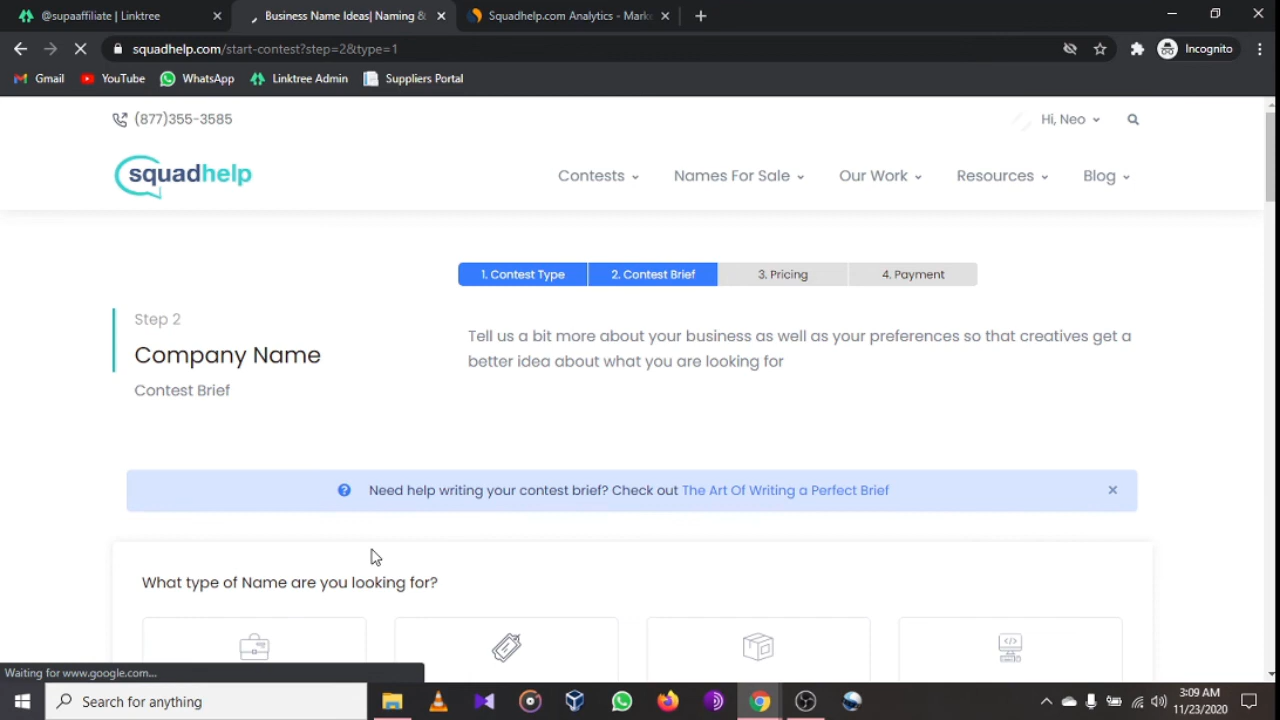 @supaaffiliate | Linktree
Business Name Ideas| Naming &
Squadhelp.com Analytics - Marke
squadhelp.com/start-contest?step=2&type=1
Incognito
Gmail
YouTube
WhatsApp
Linktree Admin
Suppliers Portal
(877)355-3585
Hi, Neo
squadhelp
Contests
Names For Sale
Our Work
Resources
Blog
1. Contest Type
2. Contest Brief
3. Pricing
4. Payment
Step 2
Company Name
Contest Brief
Tell us a bit more about your business as well as your preferences so that creatives get a
better idea about what you are looking for
Need help writing your contest brief? Check out The Art Of Writing a Perfect Brief
What type of Name are you looking for?
Waiting for www.google.com...
Search for anything
3:09 AM
11/23/2020